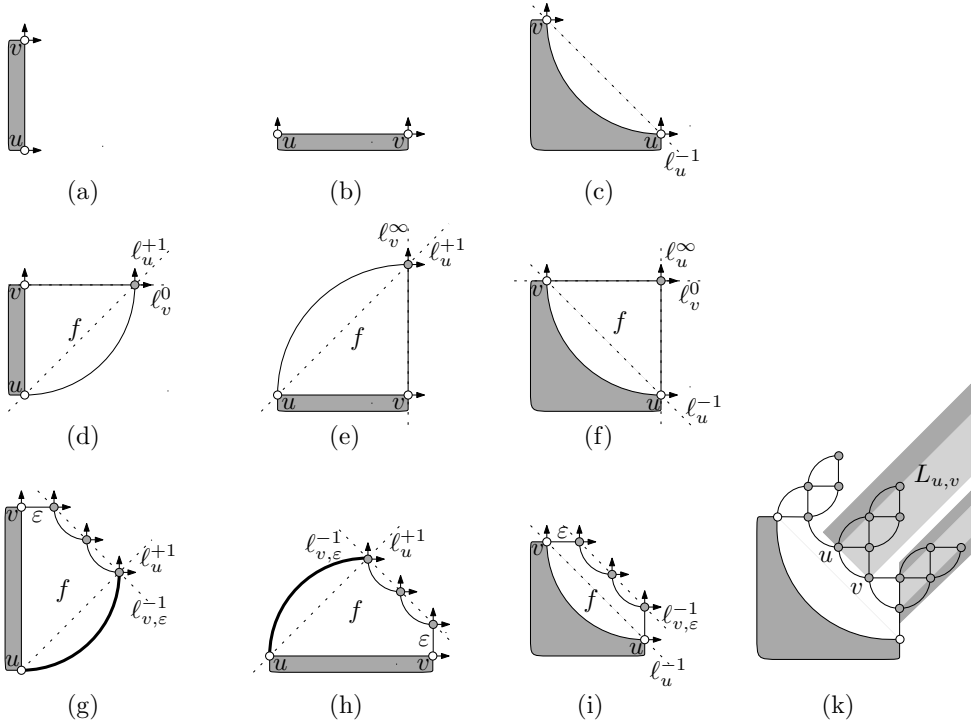 v
u
(a)
u
v
(b)
v
u
ℓ_u^{-1}
(c)
v
ℓ_u^{+1}
ℓ_v^0
f
u
(d)
ℓ_v^∞
ℓ_u^{+1}
f
u
v
(e)
ℓ_u^∞
v
ℓ_v^0
f
u
ℓ_u^{-1}
(f)
v
ε
ℓ_u^{+1}
f
ℓ_{v,ε}^{-1}
u
(g)
ℓ_{v,ε}^{-1}
ℓ_u^{+1}
f
ε
u
v
(h)
ε
v
f
ℓ_{v,ε}^{-1}
u
ℓ_u^{-1}
(i)
L_{u,v}
u
v
(k)